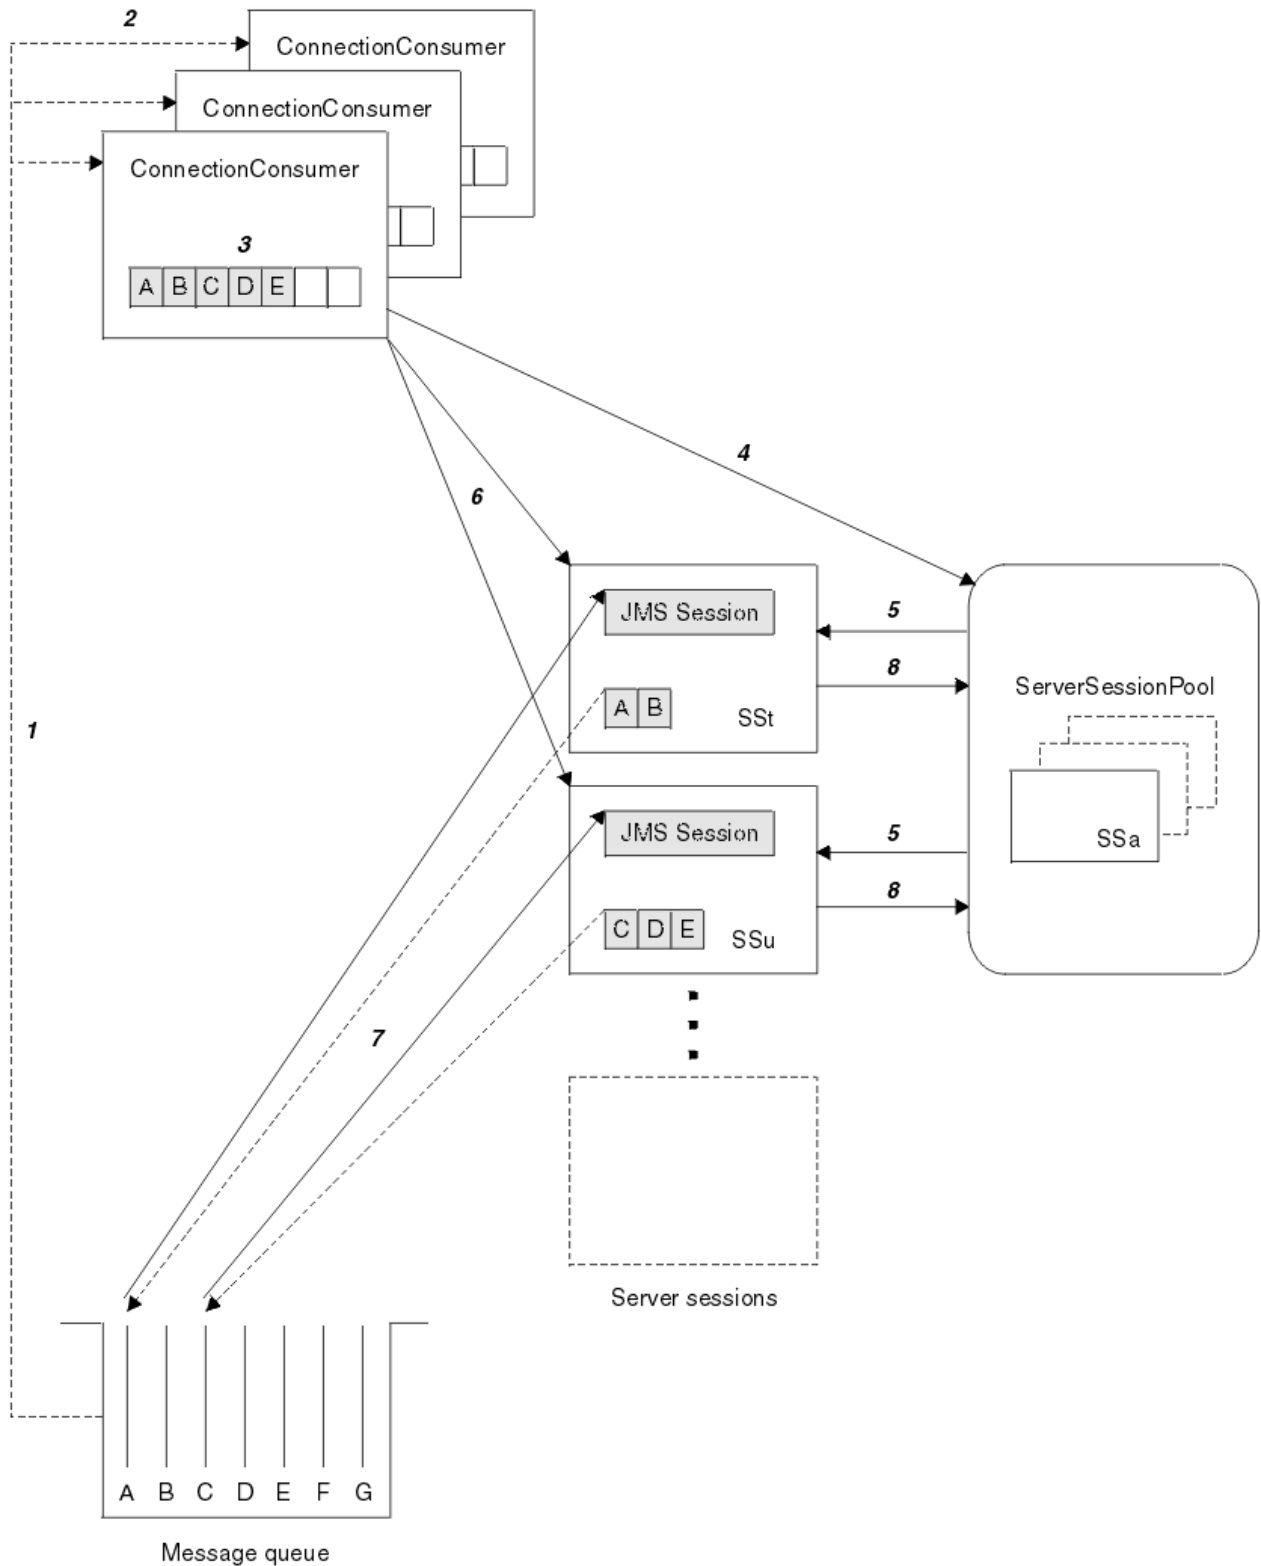 2
ConnectionConsumer
ConnectionConsumer
ConnectionConsumer
3
A B C D E
4
6
JMS Session
5
8
A B
SSt
ServerSessionPool
1
JMS Session
5
SSa
8
C D E
SSu
7
Server sessions
A B C D E F G
Message queue